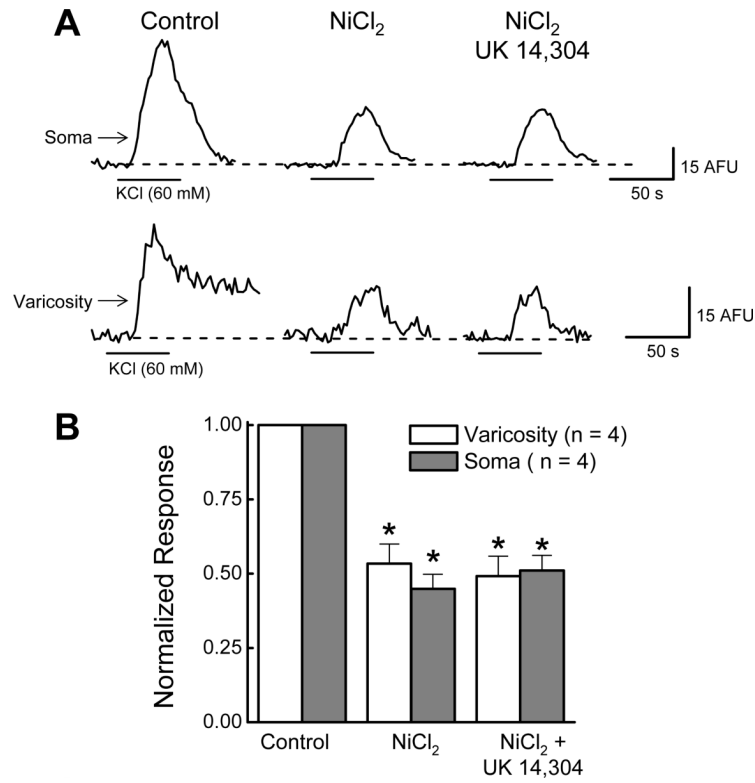 A
Control
NiCl2
NiCl2
UK 14,304
Soma
15 AFU
KCl (60 mM)
50 s
Varicosity
15 AFU
50 s
KCl (60 mM)
B
1.00
Varicosity (n = 4)
Soma ( n = 4)
0.75
* * * *
0.50
0.25
0.00
Normalized Response
Control
NiCl2
NiCl2 +
UK 14,304